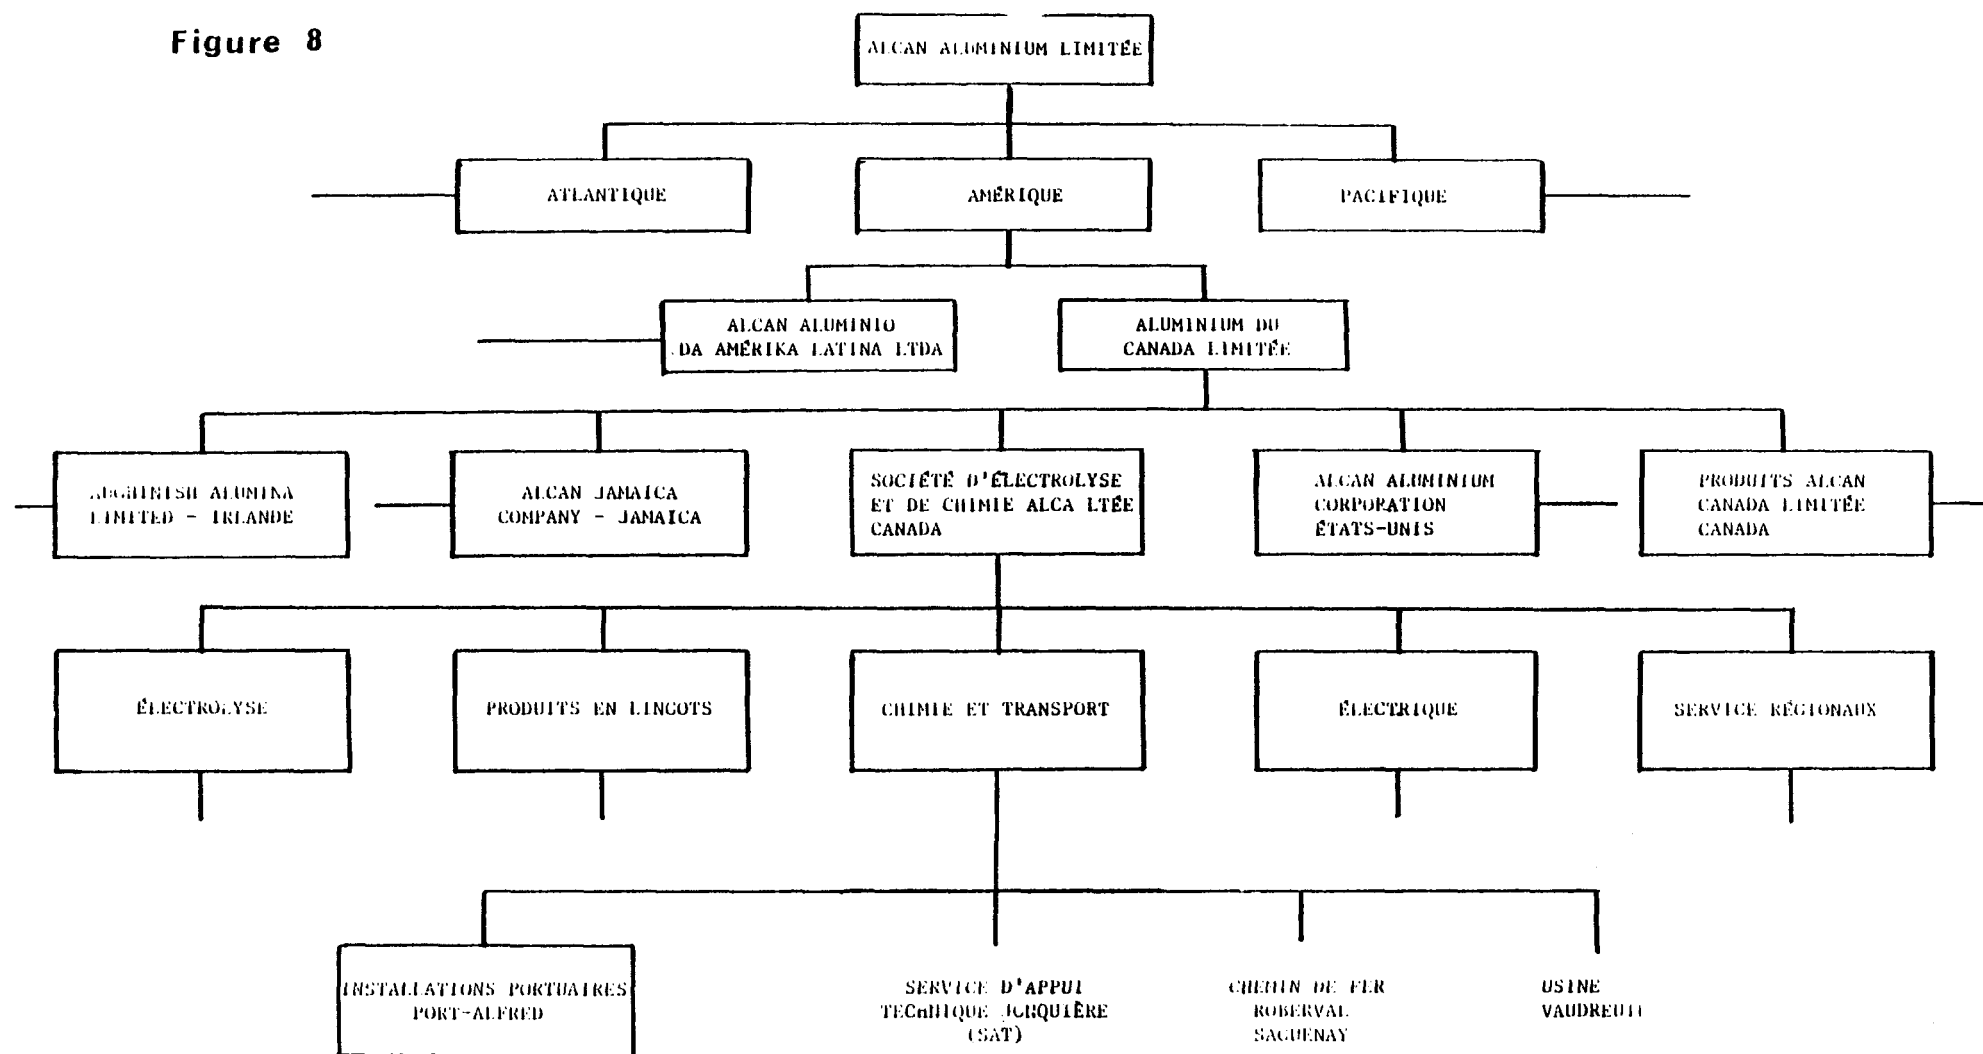 Figure 8
ALCAN ALUMINIUM LIMITÉE
ATLANTIQUE
AMÉRIQUE
PACIFIQUE
ALCAN ALUMINIO
DA AMÉRIKA LATINA LTDA
ALUMINIUM DU
CANADA LIMITÉE
ALUMINA
LIMITED - IRLANDE
ALCAN JAMAICA
COMPANY - JAMAICA
SOCIÉTÉ D'ÉLECTROLYSE
ET DE CHIMIE ALCA LTÉE
CANADA
ALCAN ALUMINIUM
CORPORATION
ÉTATS-UNIS
PRODUITS ALCAN
CANADA LIMITÉE
CANADA
ÉLECTROLYSE
PRODUITS EN LINGOTS
CHIMIE ET TRANSPORT
ÉLECTRIQUE
SERVICE RÉGIONAUX
INSTALLATIONS PORTUAIRES
PORT-ALFRED
SERVICE D'APPUI
TECHNIQUE JONQUIÈRE
(SAT)
CHEMIN DE FER
ROBERVAL
SAGUENAY
USINE
VAUDREUIL